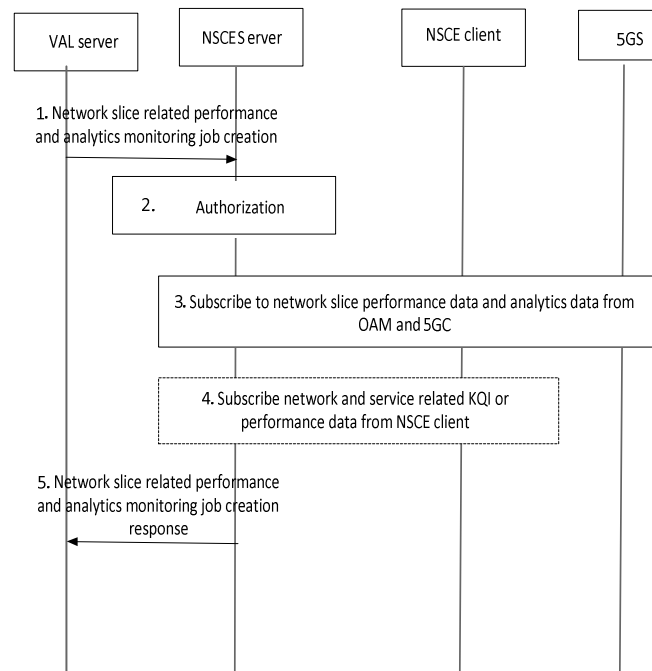 VAL server
NSCES erver
NSCE client
5GS
1. Network slice related performance
and analytics monitoring job creation
2. Authorization
3. Subscribe to network slice performance data and analytics data from
OAM and 5GC
4. Subscribe network and service related KQI or
performance data from NSCE client
5. Network slice related performance
and analytics monitoring job creation
response